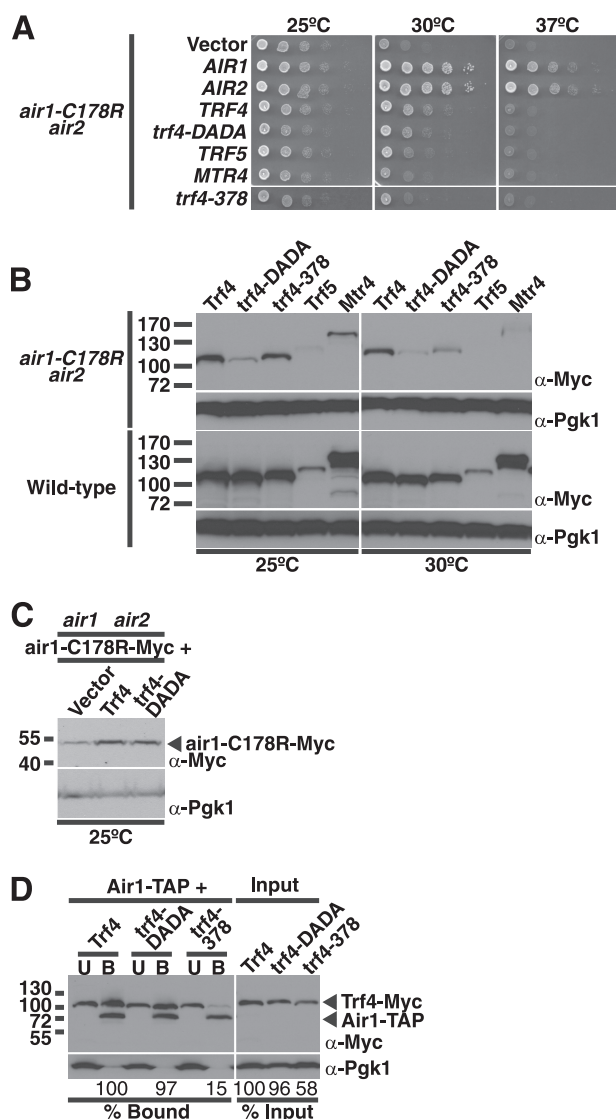 A
25ºC 30ºC 37ºC
air1-C178R
air2
Vector
AIR1
AIR2
TRF4
trf4-DADA
TRF5
MTR4
trf4-378
B
Trf4 trf4-DADA trf4-378 Trf5 Mtr4 Trf4 trf4-DADA trf4-378 Trf5 Mtr4
air1-C178R
air2
170
130
100
72
α-Myc
α-Pgk1
Wild-type
170
130
100
72
α-Myc
α-Pgk1
25ºC 30ºC
C
air1 air2
air1-C178R-Myc +
Vector Trf4 trf4-DADA
55
40
air1-C178R-Myc
α-Myc
α-Pgk1
25ºC
D
Air1-TAP + Input
Trf4 trf4-DADA trf4-378 Trf4 trf4-DADA trf4-378
U B U B U B
130
100
72
55
Trf4-Myc
Air1-TAP
α-Myc
α-Pgk1
100 97 15 100 96 58
% Bound % Input